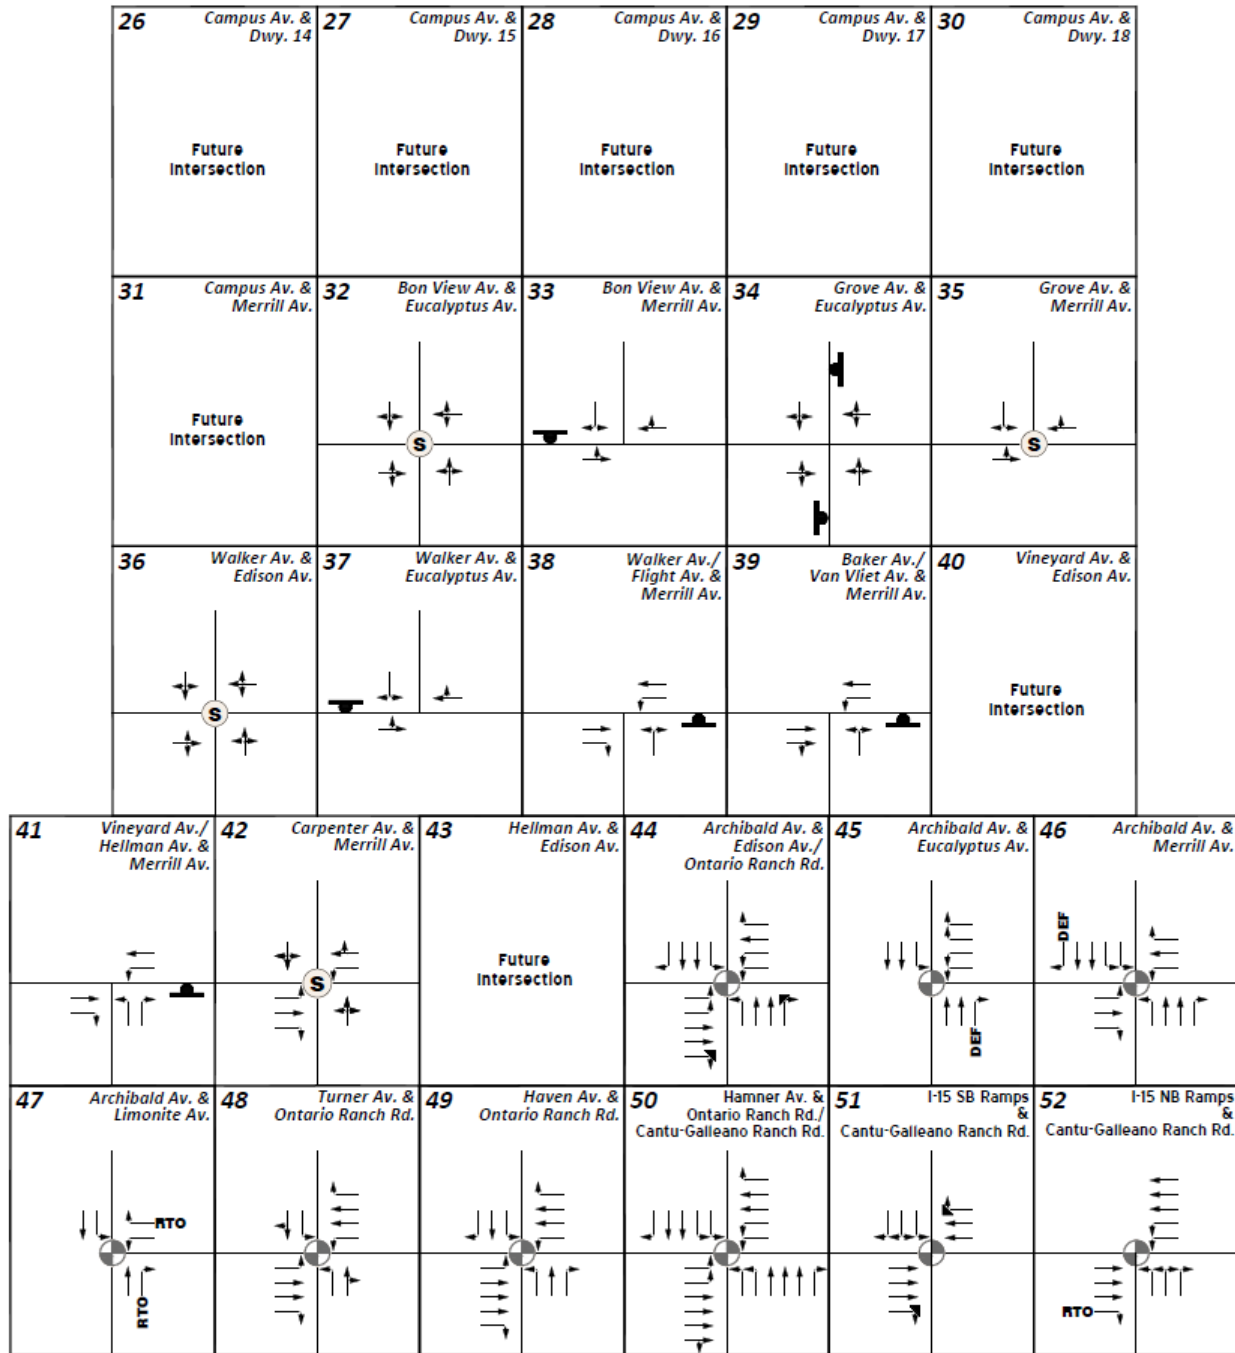 26 Campus Av. &
Dwy. 14
Future
Intersection
27 Campus Av. &
Dwy. 15
Future
Intersection
28 Campus Av. &
Dwy. 16
Future
Intersection
29 Campus Av. &
Dwy. 17
Future
Intersection
30 Campus Av. &
Dwy. 18
Future
Intersection
31 Campus Av. &
Merrill Av.
Future
Intersection
32 Bon View Av. &
Eucalyptus Av.
S
33 Bon View Av. &
Merrill Av.
34 Grove Av. &
Eucalyptus Av.
35 Grove Av. &
Merrill Av.
S
36 Walker Av. &
Edison Av.
S
37 Walker Av. &
Eucalyptus Av.
38 Walker Av./
Flight Av. &
Merrill Av.
39 Baker Av./
Van Vliet Av. &
Merrill Av.
40 Vineyard Av. &
Edison Av.
Future
Intersection
41 Vineyard Av./
Hellman Av. &
Merrill Av.
42 Carpenter Av. &
Merrill Av.
S
43 Hellman Av. &
Edison Av.
Future
Intersection
44 Archibald Av. &
Edison Av./
Ontario Ranch Rd.
45 Archibald Av. &
Eucalyptus Av.
DEF
46 Archibald Av. &
Merrill Av.
DEF
47 Archibald Av. &
Limonite Av.
RTO
RTO
48 Turner Av. &
Ontario Ranch Rd.
49 Haven Av. &
Ontario Ranch Rd.
50 Hamner Av. &
Ontario Ranch Rd./
Cantu-Galleano Ranch Rd.
51 I-15 SB Ramps
&
Cantu-Galleano Ranch Rd.
52 I-15 NB Ramps
&
Cantu-Galleano Ranch Rd.
RTO